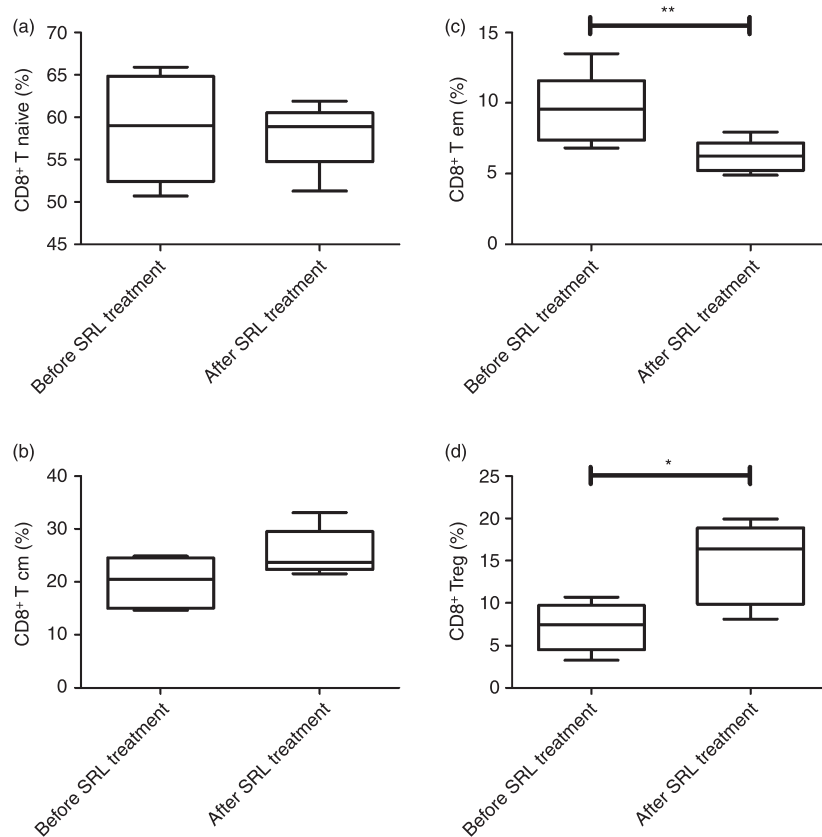 (a)
CD8⁺ T naive (%)
70
65
60
55
50
45
Before SRL treatment
After SRL treatment
(c)
**
CD8⁺ T em (%)
15
10
5
0
Before SRL treatment
After SRL treatment
(b)
CD8⁺ T cm (%)
40
30
20
10
0
Before SRL treatment
After SRL treatment
(d)
*
CD8⁺ Treg (%)
25
20
15
10
5
0
Before SRL treatment
After SRL treatment